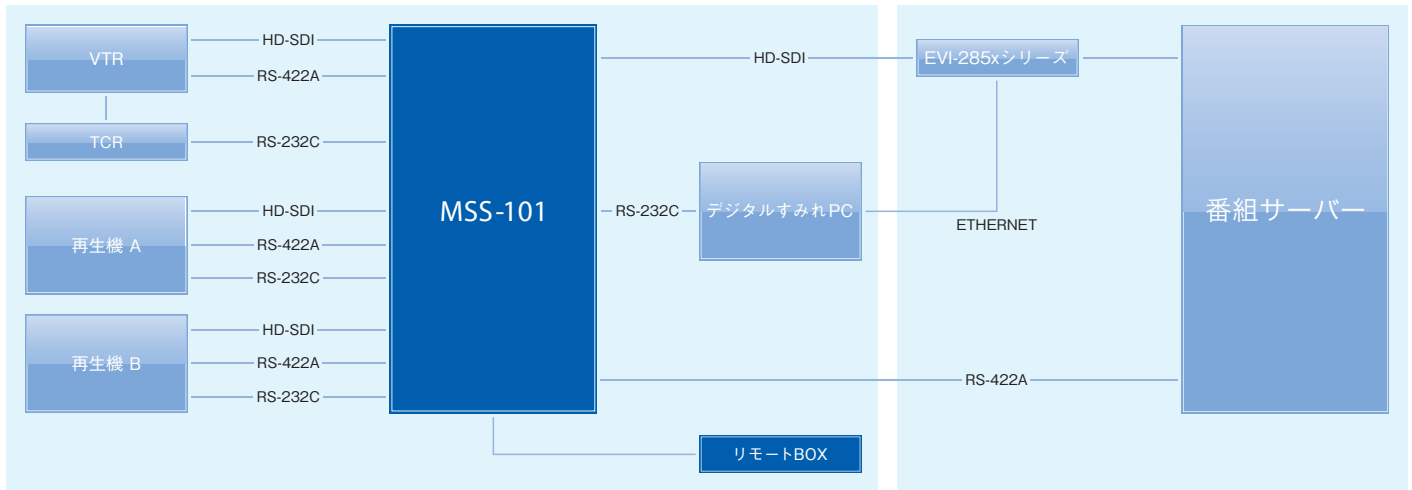 VTR
HD-SDI
RS-422A
TCR
RS-232C
再生機 A
HD-SDI
RS-422A
RS-232C
再生機 B
HD-SDI
RS-422A
RS-232C
MSS-101
HD-SDI
EVI-285xシリーズ
RS-232C
デジタルすみれPC
ETHERNET
番組サーバー
RS-422A
リモートBOX